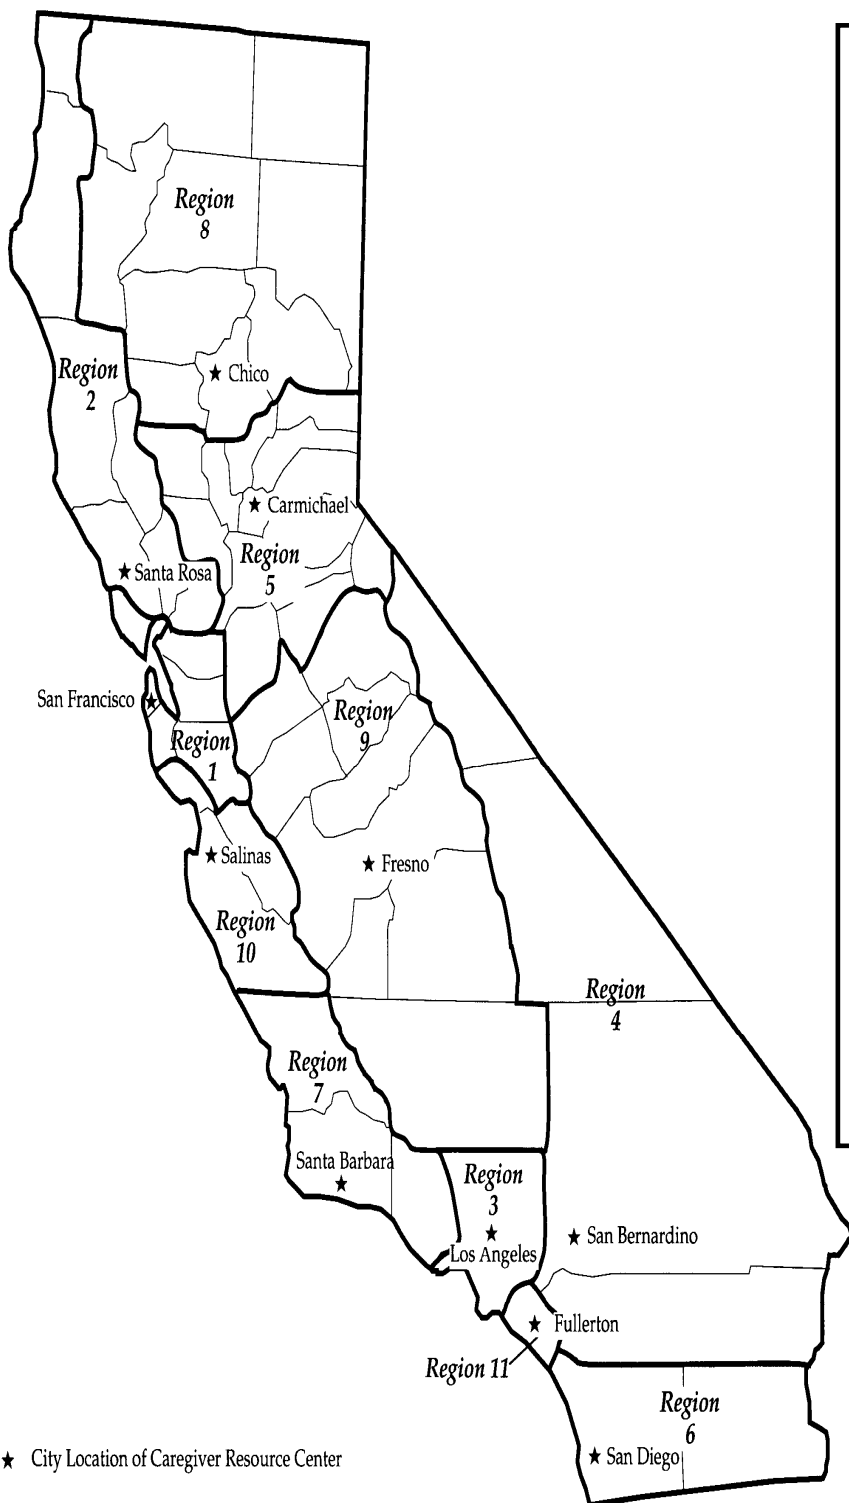 Region
8
Region
2
Chico
Carmichael
Region
5
Santa Rosa
San Francisco
Region
9
Region
1
Salinas
Fresno
Region
10
Region
4
Region
7
Santa Barbara
Region
3
Los Angeles
San Bernardino
Fullerton
Region 11
Region
6
San Diego
★ City Location of Caregiver Resource Center